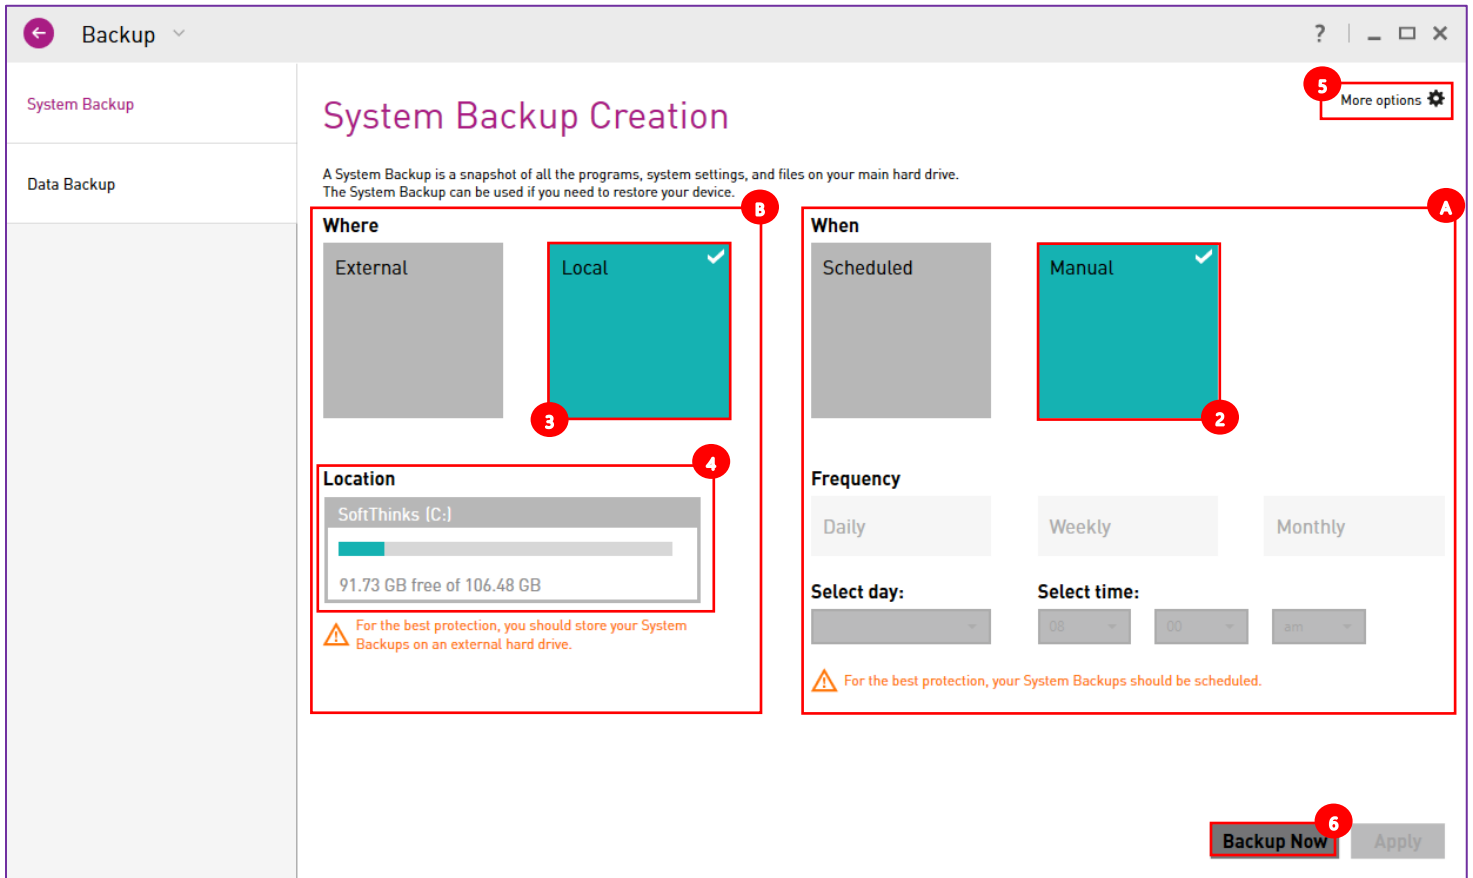 Backup
?
System Backup
Data Backup
5
More options
System Backup Creation
A System Backup is a snapshot of all the programs, system settings, and files on your main hard drive.
The System Backup can be used if you need to restore your device.
B
Where
External
Local
3
4
Location
SoftThinks (C:)
91.73 GB free of 106.48 GB
For the best protection, you should store your System
Backups on an external hard drive.
A
When
Scheduled
Manual
2
Frequency
Daily
Weekly
Monthly
Select day:
Select time:
08
00
am
For the best protection, your System Backups should be scheduled.
6
Backup Now
Apply